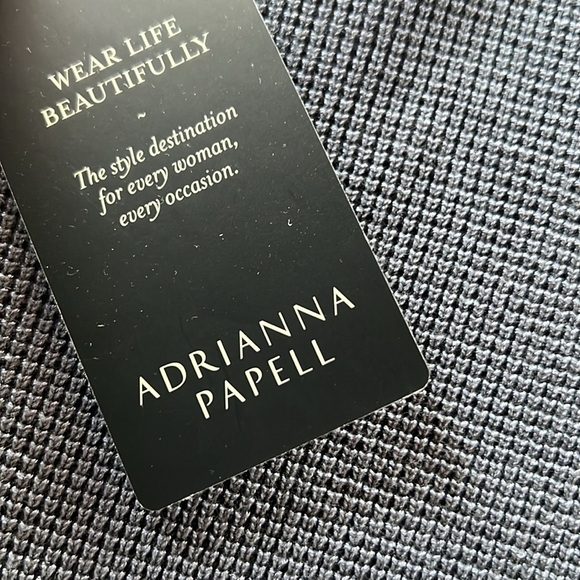 WEAR LIFE
BEAUTIFULLY
~
The style destination
for every woman,
every occasion.
ADRIANNA
PAPELL